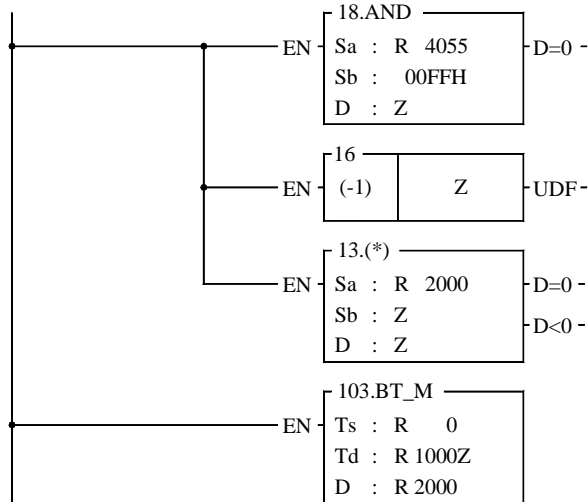 18.AND
EN Sa : R 4055 D=0
Sb : 00FFH
D : Z
16
EN (-1) Z UDF
13.(*)
EN Sa : R 2000 D=0
Sb : Z D<0
D : Z
103.BT_M
EN Ts : R 0
Td : R 1000Z
D : R 2000